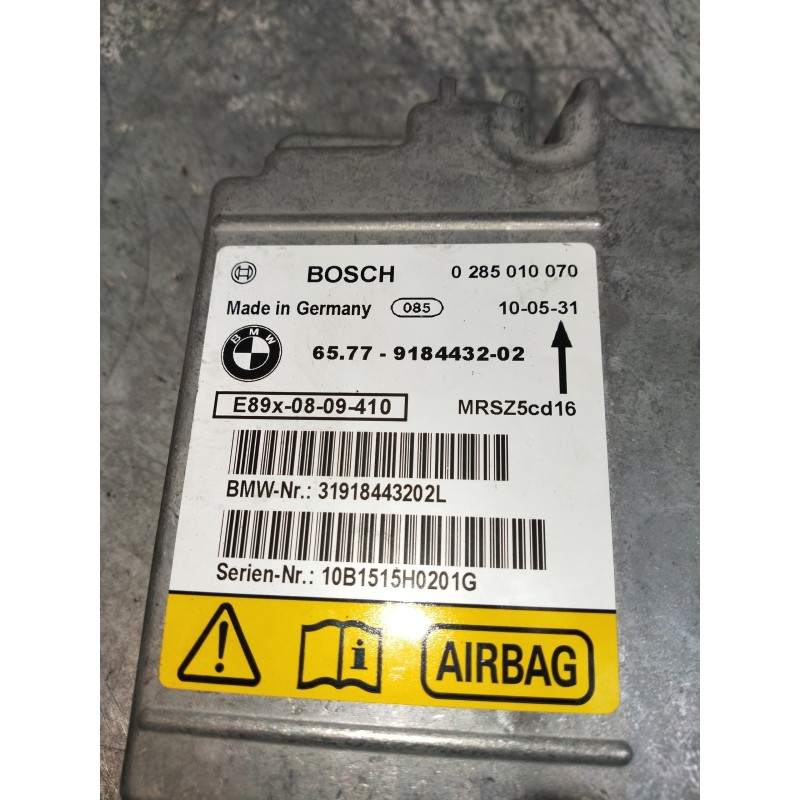 BOSCH 0 285 010 070
Made in Germany 085 10-05-31
BMW 65.77 - 9184432-02
E89x-08-09-410 MRSZ5cd16
BMW-Nr.: 31918443202L
Serien-Nr.: 10B1515H0201G
AIRBAG